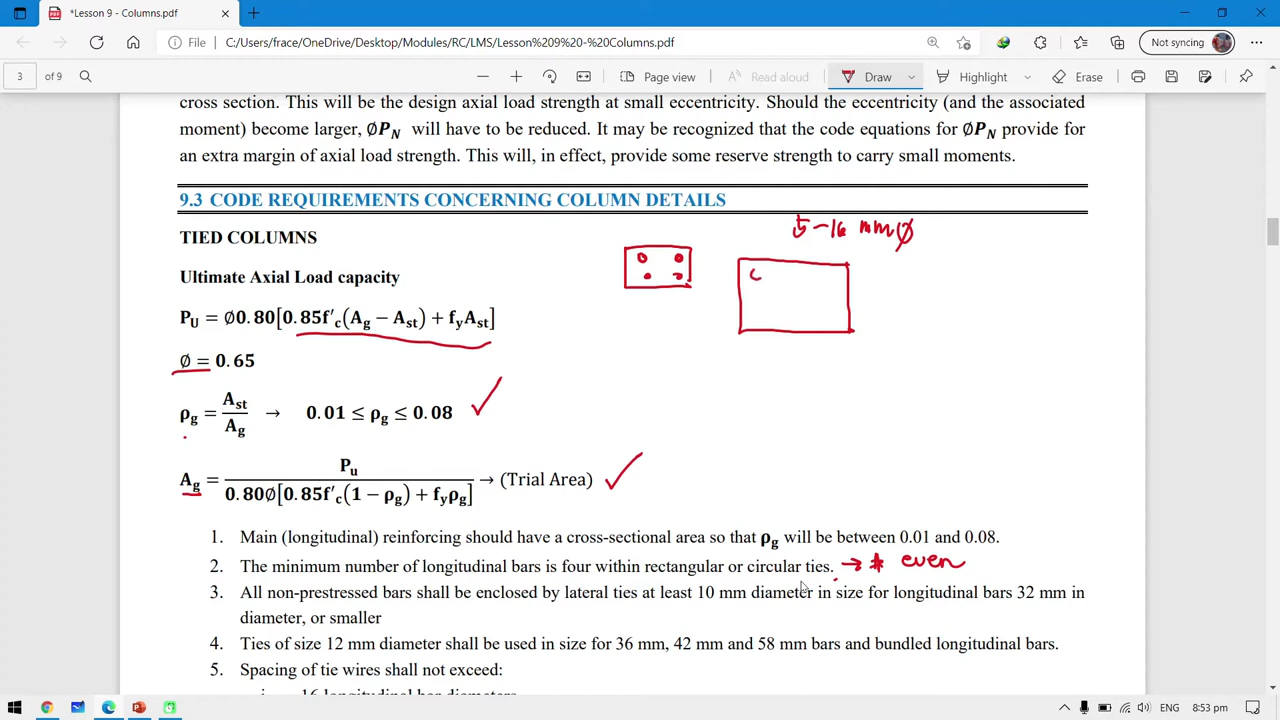 *Lesson 9 - Columns.pdf
File C:/Users/frace/OneDrive/Desktop/Modules/RC/LMS/Lesson%209%20-%20Columns.pdf Not syncing
3 of 9 Page view Read aloud Draw Highlight Erase
cross section. This will be the design axial load strength at small eccentricity. Should the eccentricity (and the associated
moment) become larger, ∅P_N will have to be reduced. It may be recognized that the code equations for ∅P_N provide for
an extra margin of axial load strength. This will, in effect, provide some reserve strength to carry small moments.
9.3 CODE REQUIREMENTS CONCERNING COLUMN DETAILS
5-16 mm ∅
TIED COLUMNS
Ultimate Axial Load capacity
P_U = ∅0.80[0.85f'_c(A_g − A_st) + f_yA_st]
∅ = 0.65
ρ_g = A_st/A_g → 0.01 ≤ ρ_g ≤ 0.08
A_g = P_u / 0.80∅[0.85f'_c(1 − ρ_g) + f_yρ_g] → (Trial Area)
1. Main (longitudinal) reinforcing should have a cross-sectional area so that ρ_g will be between 0.01 and 0.08.
2. The minimum number of longitudinal bars is four within rectangular or circular ties. → * even
3. All non-prestressed bars shall be enclosed by lateral ties at least 10 mm diameter in size for longitudinal bars 32 mm in
diameter, or smaller
4. Ties of size 12 mm diameter shall be used in size for 36 mm, 42 mm and 58 mm bars and bundled longitudinal bars.
5. Spacing of tie wires shall not exceed:
i. 16 longitudinal bar diameters
ENG 8:53 pm